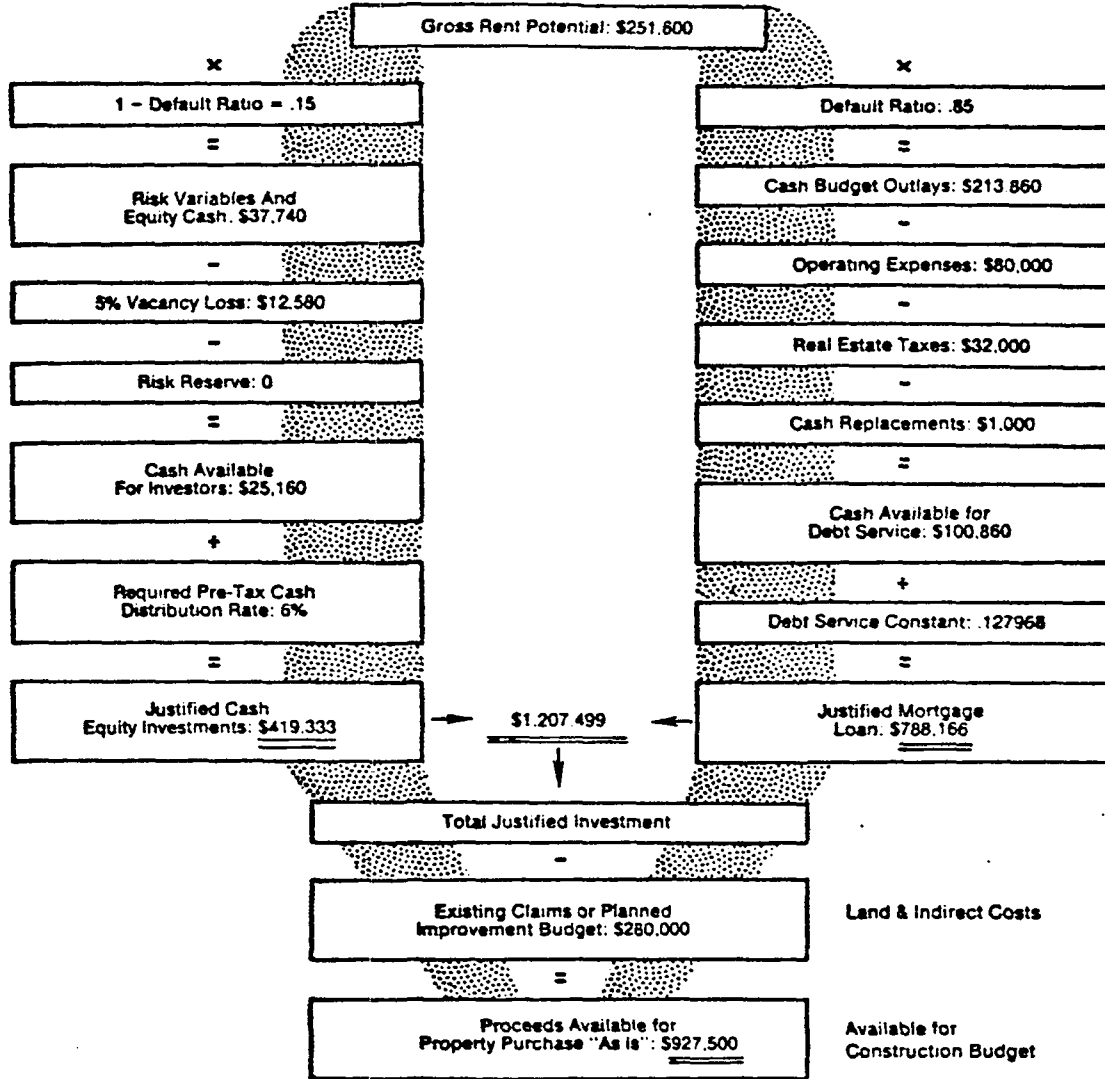 Gross Rent Potential: $251,600
×
1 - Default Ratio = .15
=
Risk Variables And
Equity Cash. $37,740
-
5% Vacancy Loss: $12,580
-
Risk Reserve: 0
=
Cash Available
For Investors: $25,160
+
Required Pre-Tax Cash
Distribution Rate: 6%
=
Justified Cash
Equity Investments: $419,333
×
Default Ratio: .85
=
Cash Budget Outlays: $213,860
-
Operating Expenses: $80,000
-
Real Estate Taxes: $32,000
-
Cash Replacements: $1.000
=
Cash Available for
Debt Service: $100,860
+
Debt Service Constant: .127968
=
Justified Mortgage
Loan: $788,166
$1.207.499
Total Justified Investment
-
Existing Claims or Planned
Improvement Budget: $280,000
Land & Indirect Costs
=
Proceeds Available for
Property Purchase "As Is": $927,500
Available for
Construction Budget